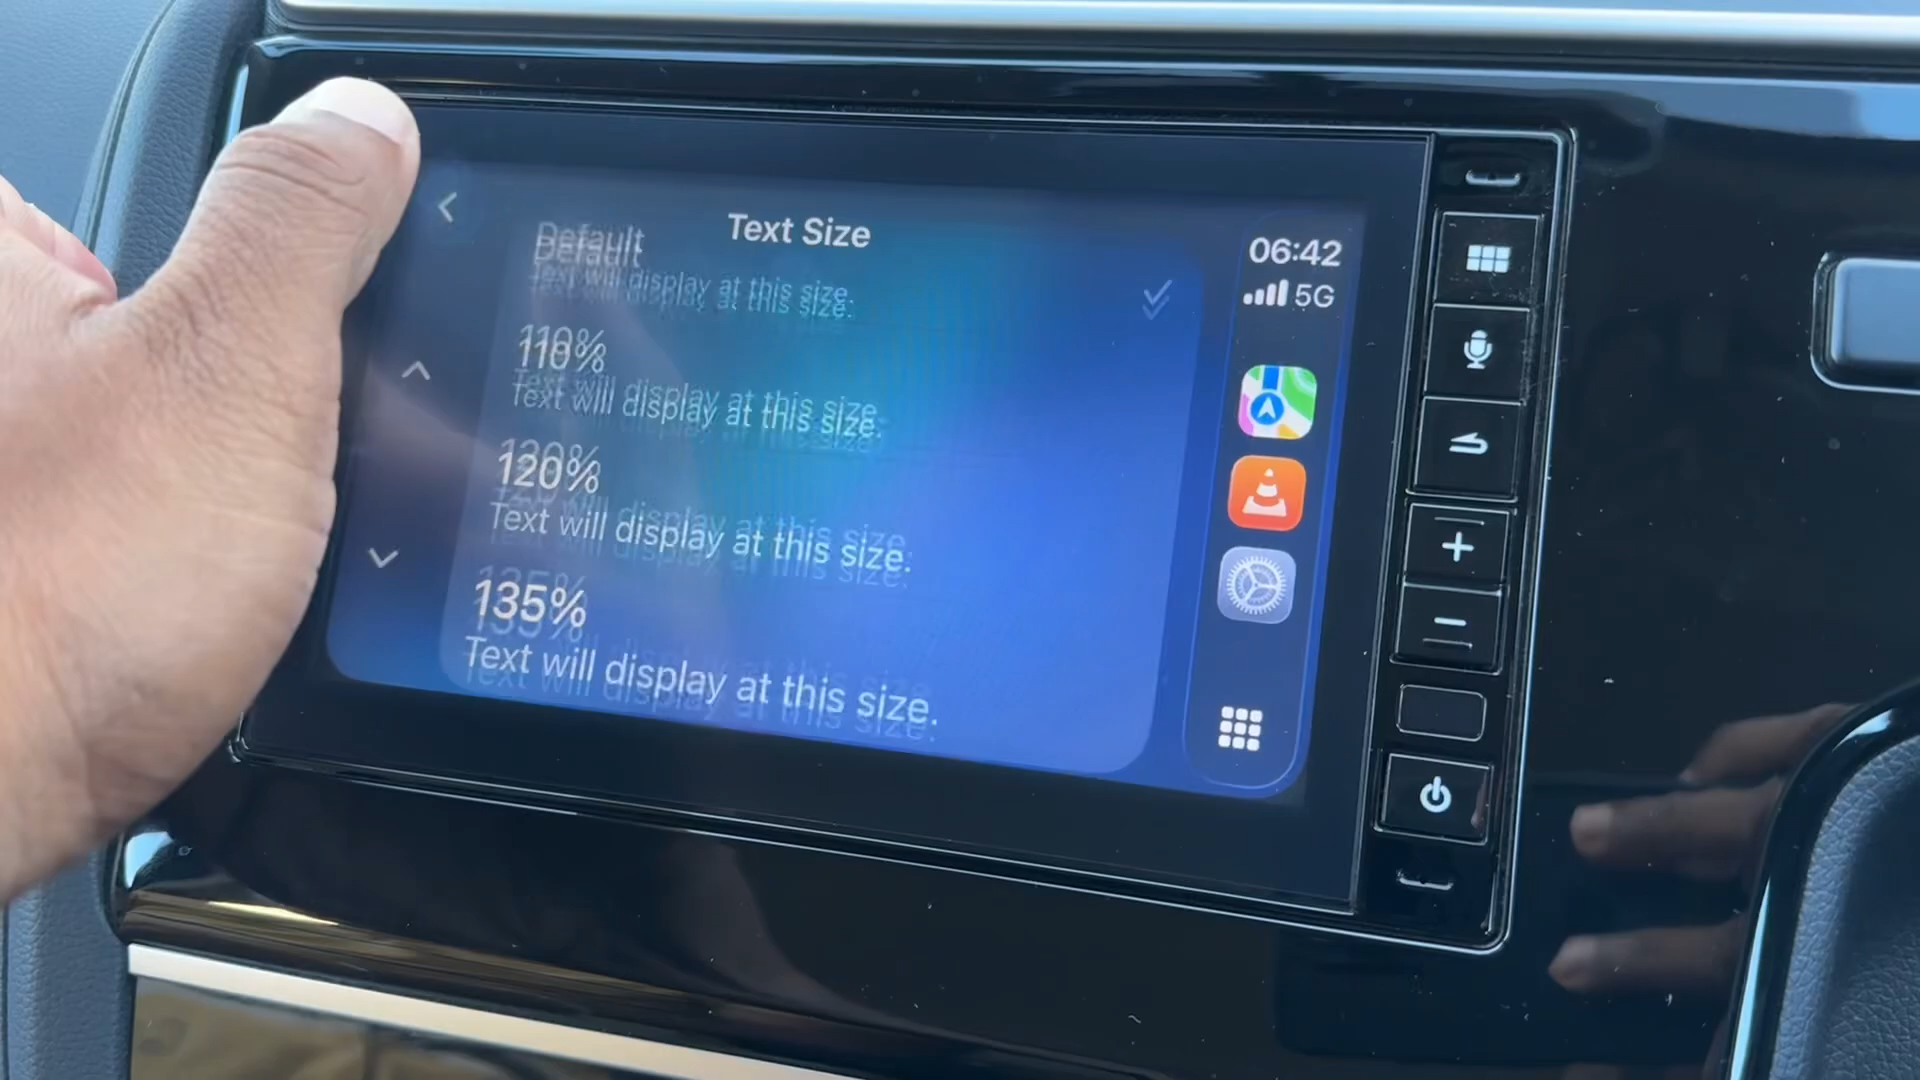 Text Size
06:42
5G
Default
Text will display at this size.
110%
Text will display at this size.
120%
Text will display at this size.
135%
Text will display at this size.